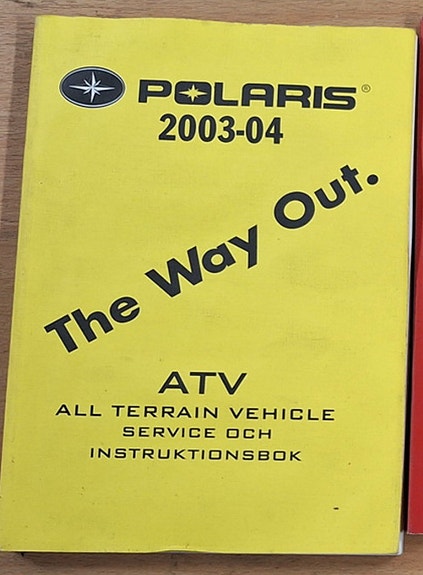 POLARIS®
2003-04
The Way Out.
ATV
ALL TERRAIN VEHICLE
SERVICE OCH
INSTRUKTIONSBOK